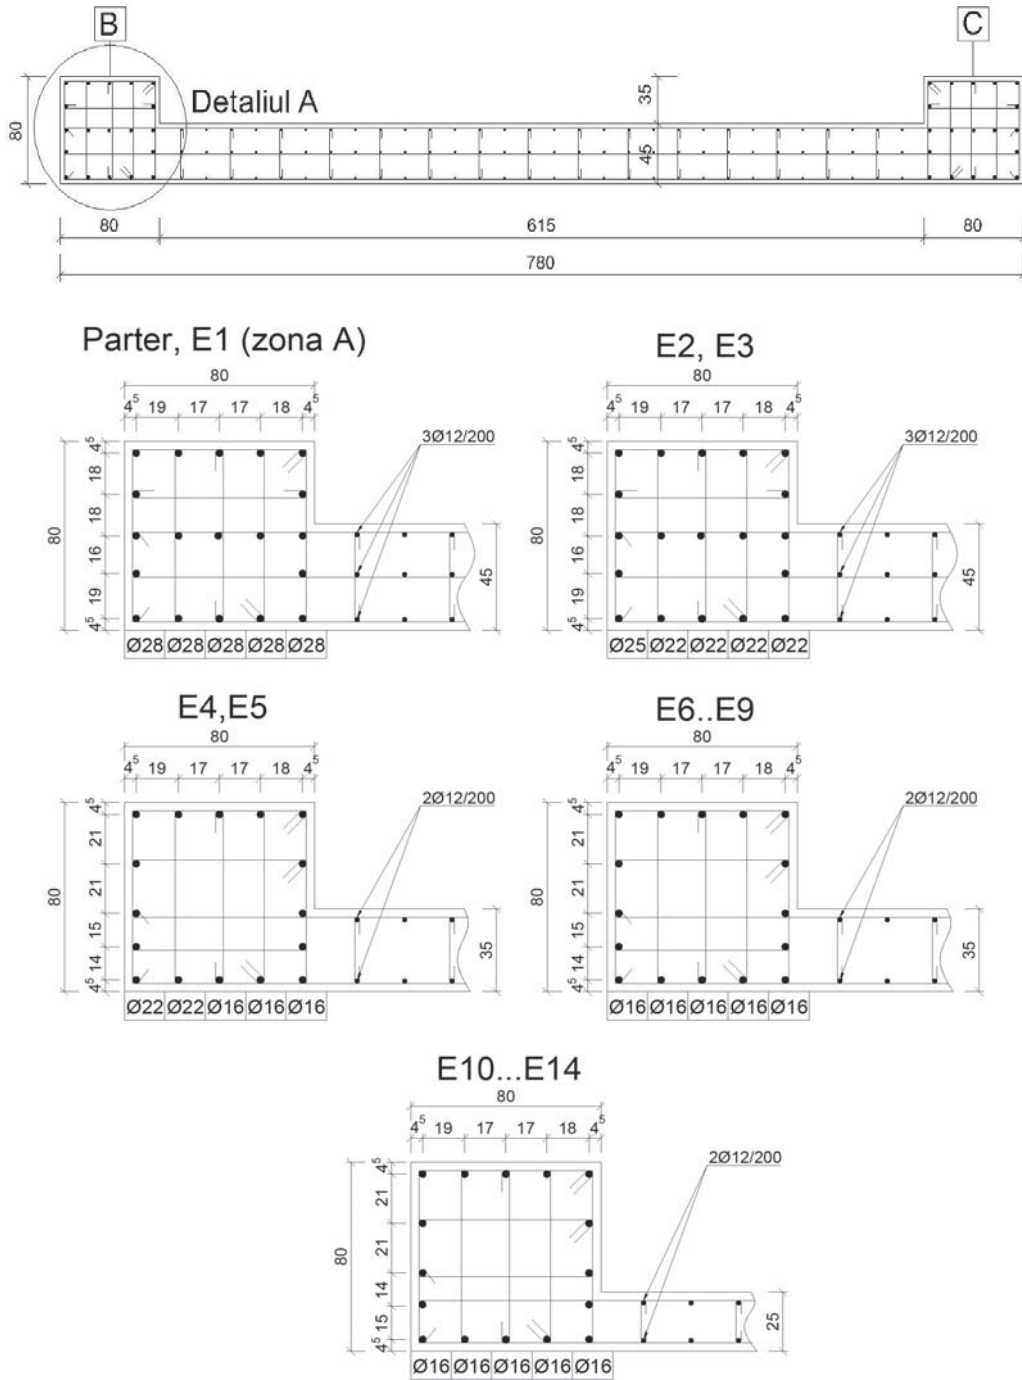 B
C
Detaliul A
35
80
45
80
615
80
780
Parter, E1 (zona A)
80
4⁵ 19 17 17 18 4⁵
3Ø12/200
4⁵
18
18
80
16
45
19
4⁵
Ø28 Ø28 Ø28 Ø28 Ø28
E2, E3
80
4⁵ 19 17 17 18 4⁵
3Ø12/200
4⁵
18
18
80
16
45
19
4⁵
Ø25 Ø22 Ø22 Ø22 Ø22
E4,E5
80
4⁵ 19 17 17 18 4⁵
2Ø12/200
4⁵
21
80
21
15
35
14
4⁵
Ø22 Ø22 Ø16 Ø16 Ø16
E6..E9
80
4⁵ 19 17 17 18 4⁵
2Ø12/200
4⁵
21
80
21
15
35
14
4⁵
Ø16 Ø16 Ø16 Ø16 Ø16
E10...E14
80
4⁵ 19 17 17 18 4⁵
2Ø12/200
4⁵
21
80
21
14
25
15
4⁵
Ø16 Ø16 Ø16 Ø16 Ø16